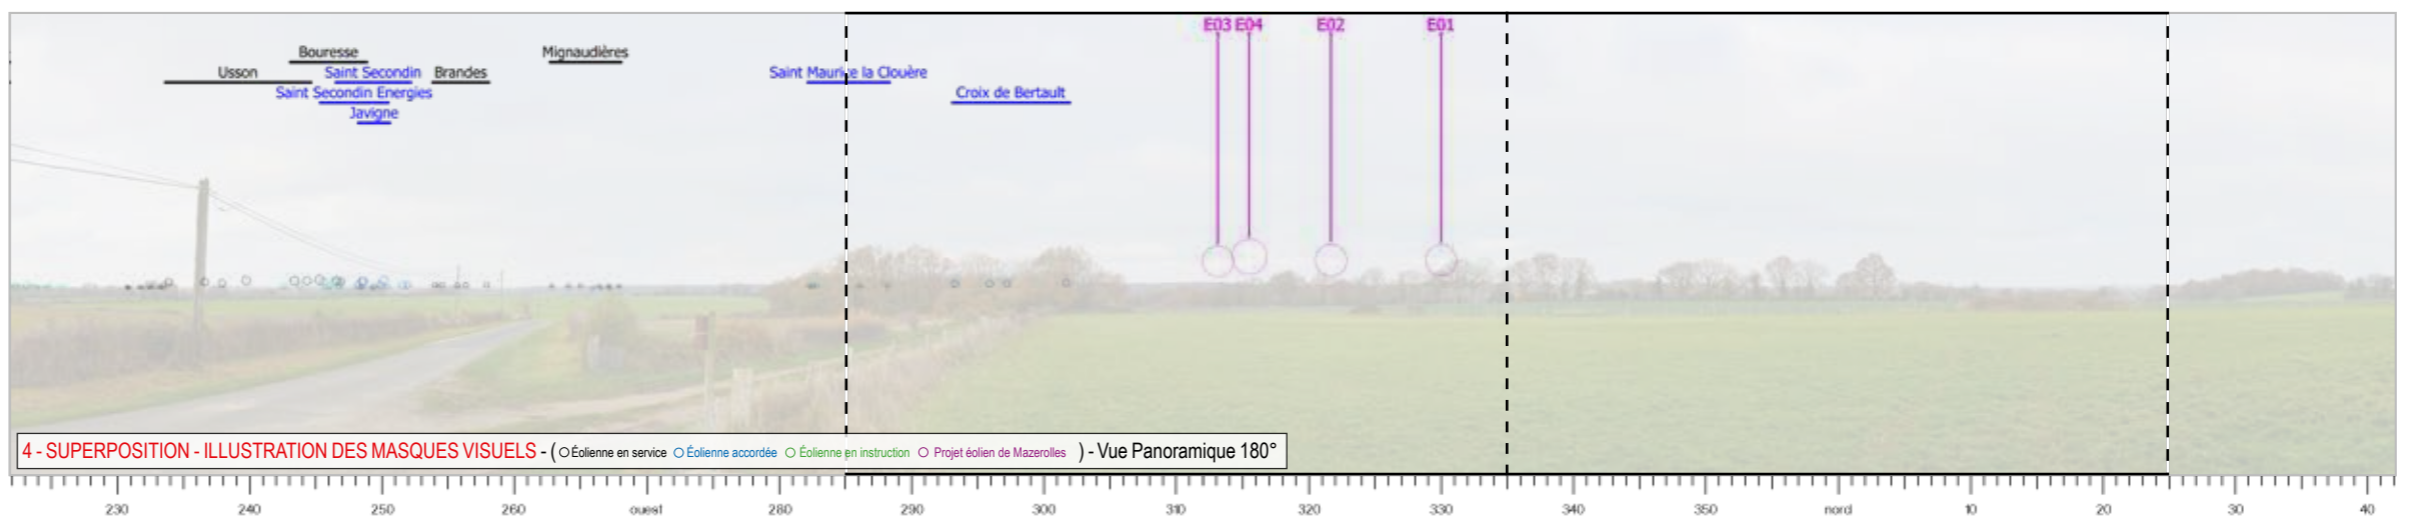 E03 E04 E02 E01
Bouresse Mignaudières
Usson Saint Secondin Brandes Saint Maurice la Clouère
Saint Secondin Energies Croix de Bertault
Javigne
4 - SUPERPOSITION - ILLUSTRATION DES MASQUES VISUELS - ( Éolienne en service Éolienne accordée Éolienne en instruction Projet éolien de Mazerolles ) - Vue Panoramique 180°
230 240 250 260 ouest 280 290 300 310 320 330 340 350 nord 10 20 30 40